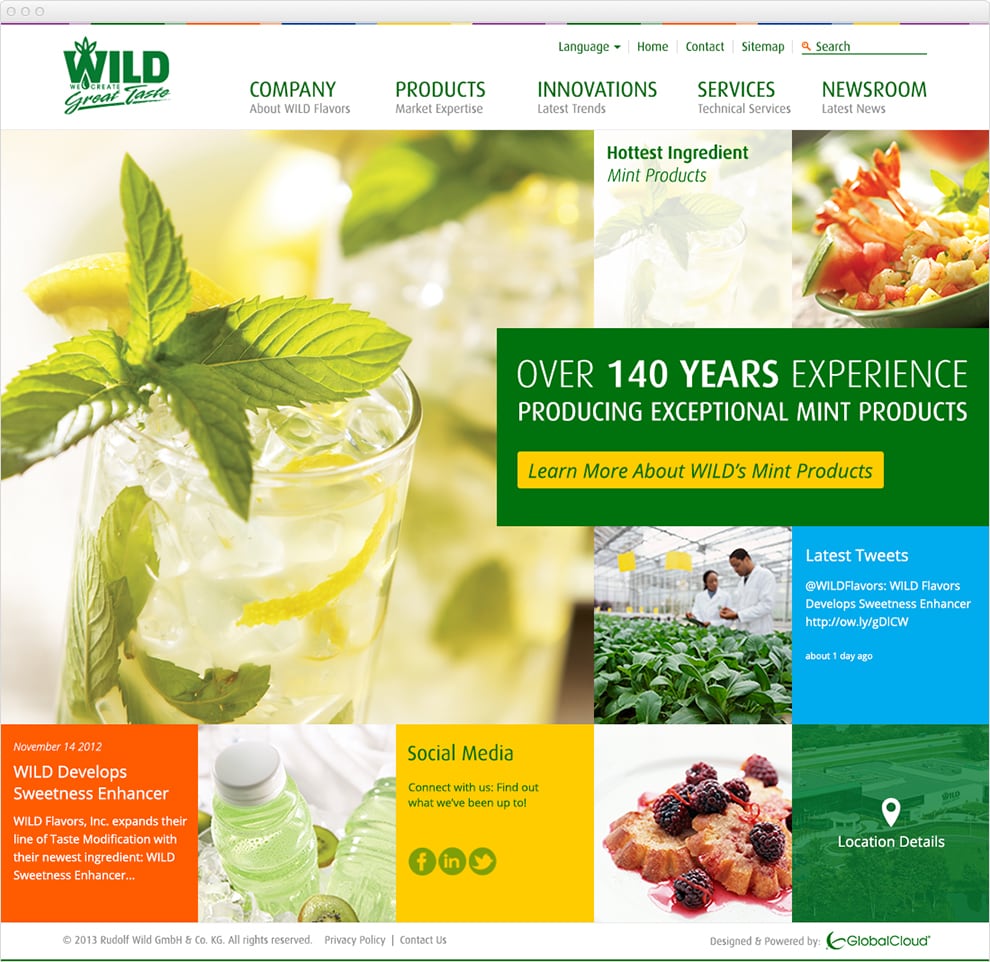 Language Home Contact Sitemap Search
WILD
WE CREATE
Great Taste
COMPANY
About WILD Flavors
PRODUCTS
Market Expertise
INNOVATIONS
Latest Trends
SERVICES
Technical Services
NEWSROOM
Latest News
Hottest Ingredient
Mint Products
OVER 140 YEARS EXPERIENCE
PRODUCING EXCEPTIONAL MINT PRODUCTS
Learn More About WILD's Mint Products
Latest Tweets
@WILDFlavors: WILD Flavors
Develops Sweetness Enhancer
http://ow.ly/gDlCW
about 1 day ago
November 14 2012
WILD Develops
Sweetness Enhancer
WILD Flavors, Inc. expands their
line of Taste Modification with
their newest ingredient: WILD
Sweetness Enhancer...
Social Media
Connect with us: Find out
what we've been up to!
f in
WILD
Location Details
© 2013 Rudolf Wild GmbH & Co. KG. All rights reserved. Privacy Policy | Contact Us
Designed & Powered by: GlobalCloud